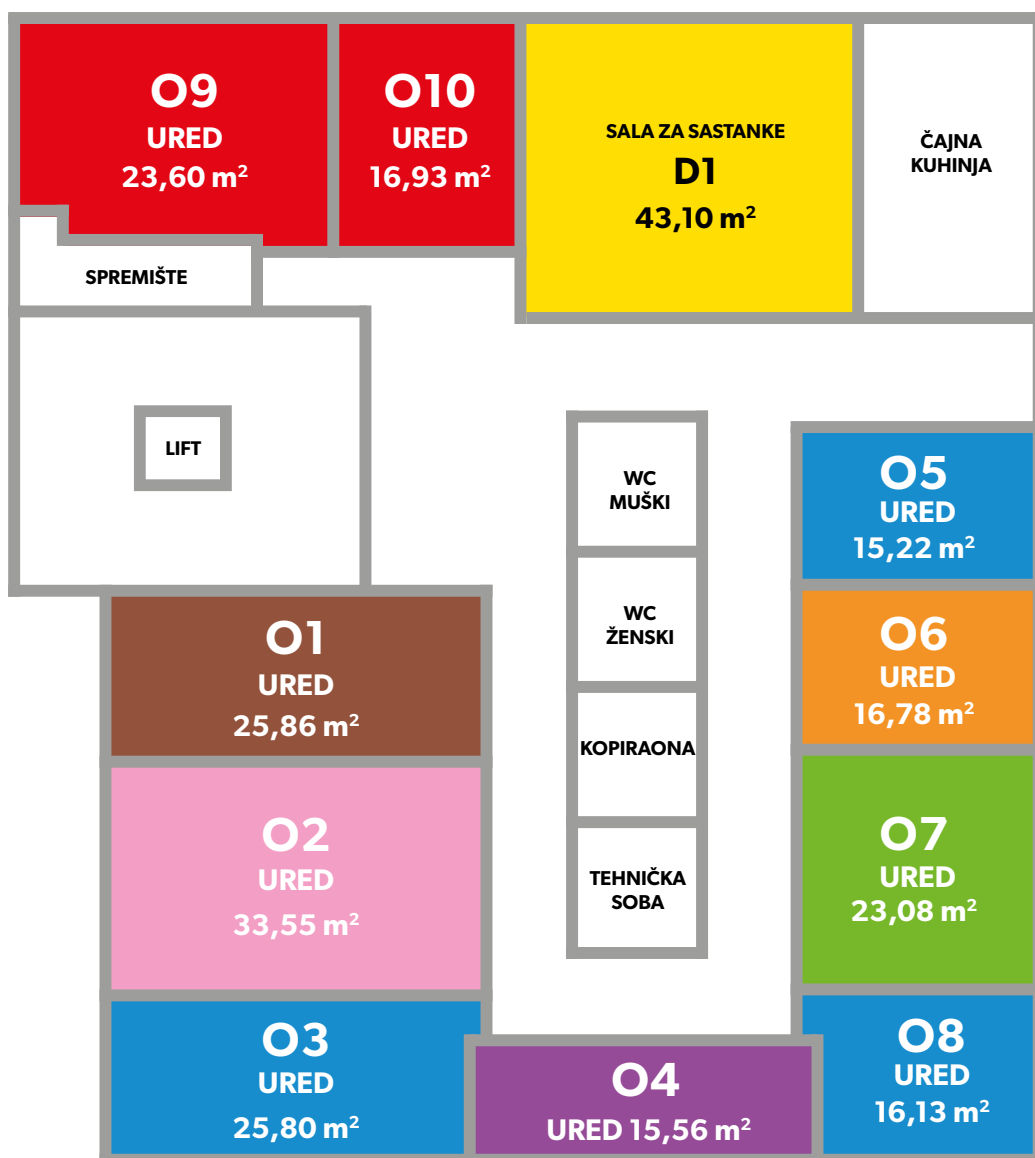 O9
URED
23,60 m²
O10
URED
16,93 m²
SALA ZA SASTANKE
D1
43,10 m²
ČAJNA
KUHINJA
SPREMIŠTE
LIFT
WC
MUŠKI
WC
ŽENSKI
KOPIRAONA
TEHNIČKA
SOBA
O5
URED
15,22 m²
O6
URED
16,78 m²
O7
URED
23,08 m²
O8
URED
16,13 m²
O1
URED
25,86 m²
O2
URED
33,55 m²
O3
URED
25,80 m²
O4
URED 15,56 m²